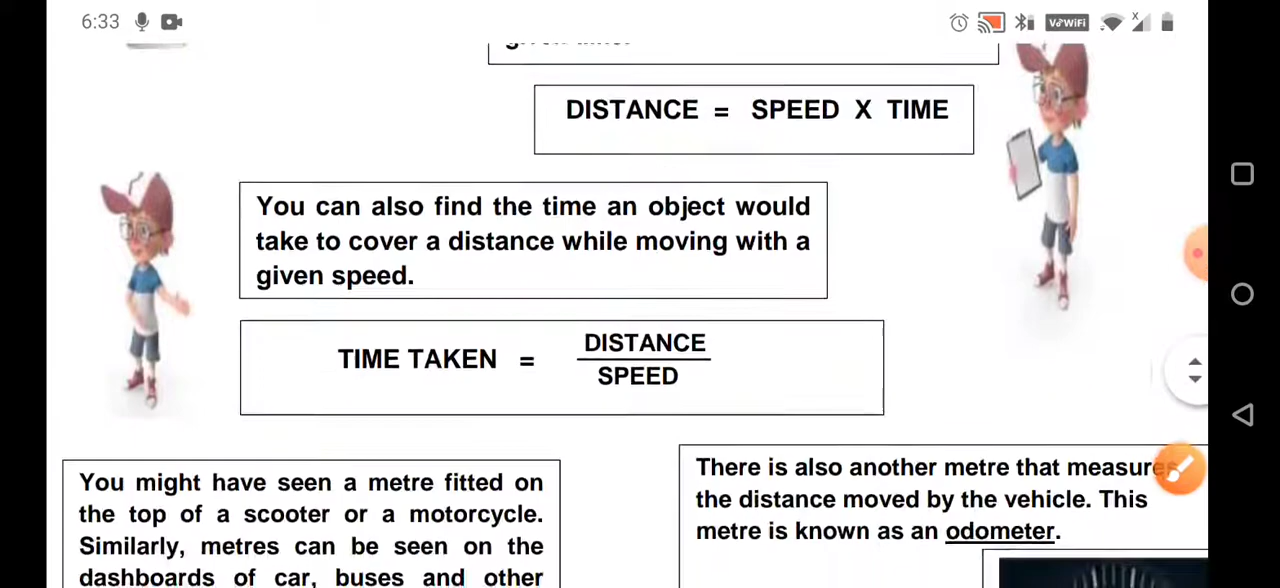 6:33
VoWiFi
DISTANCE = SPEED X TIME
You can also find the time an object would
take to cover a distance while moving with a
given speed.
TIME TAKEN = DISTANCE
SPEED
You might have seen a metre fitted on
the top of a scooter or a motorcycle.
Similarly, metres can be seen on the
dashboards of car, buses and other
There is also another metre that measures
the distance moved by the vehicle. This
metre is known as an odometer.